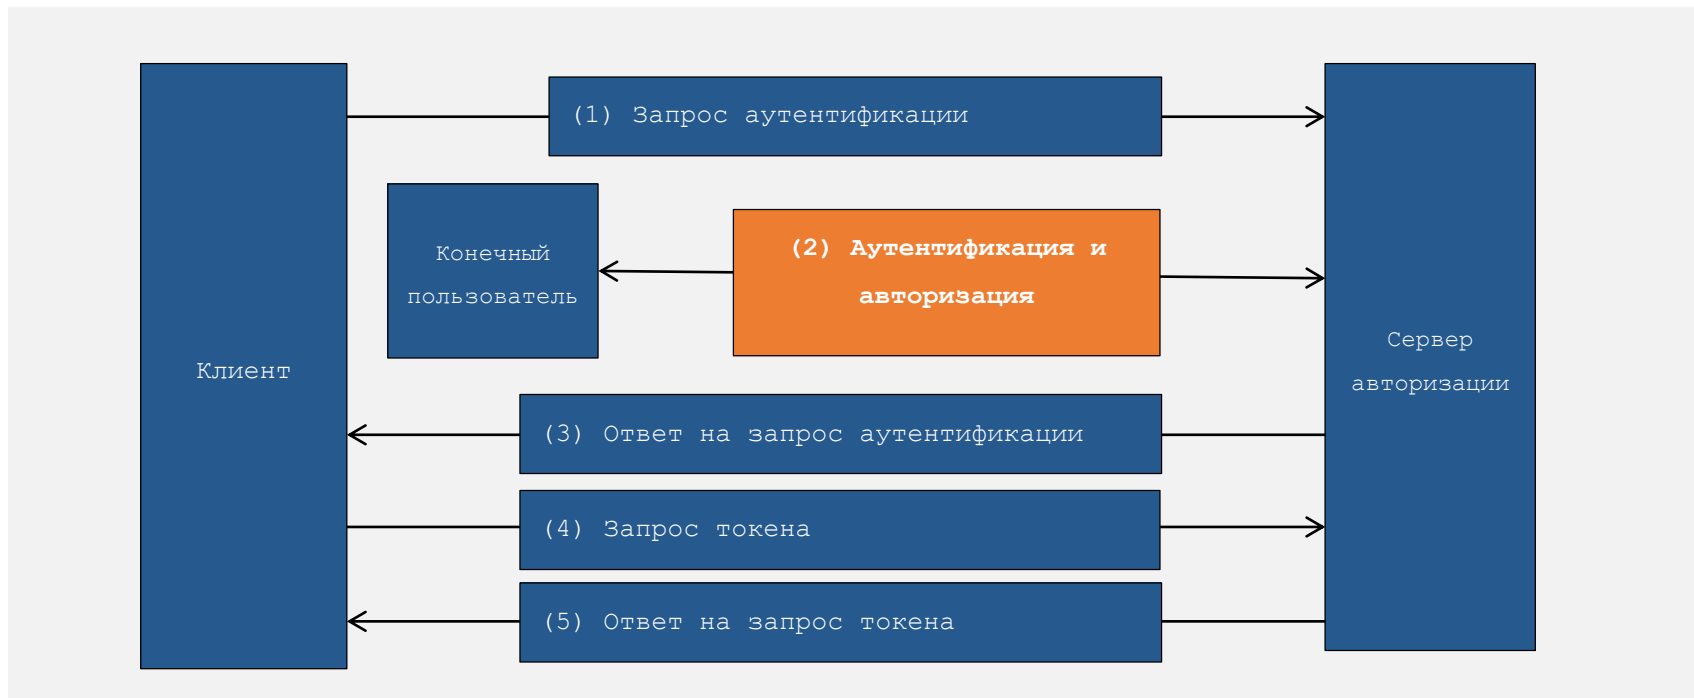 (1) Запрос аутентификации
Конечный
пользователь
(2) Аутентификация и
авторизация
Клиент
Сервер
авторизации
(3) Ответ на запрос аутентификации
(4) Запрос токена
(5) Ответ на запрос токена